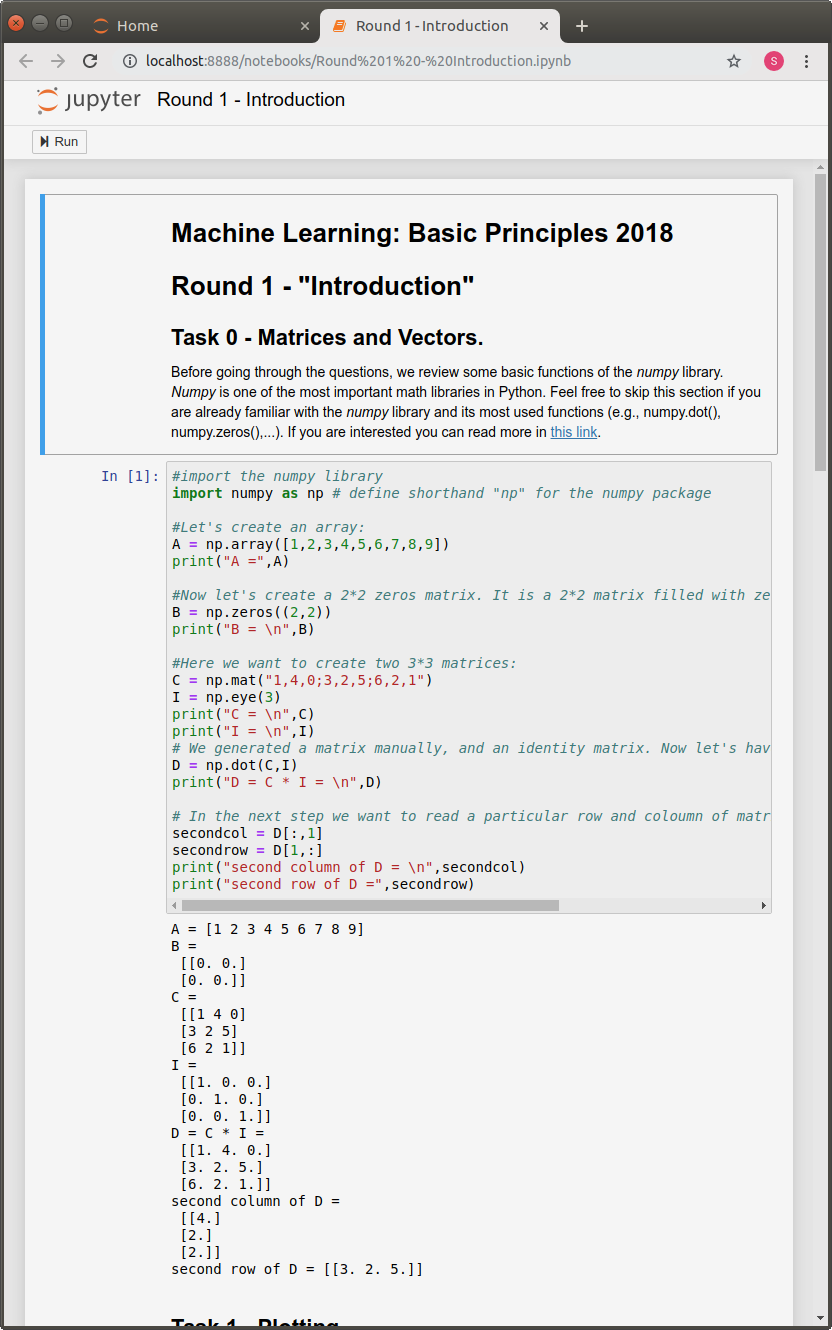 Home
Round 1 - Introduction
localhost:8888/notebooks/Round%201%20-%20Introduction.ipynb
S
jupyter Round 1 - Introduction
Run
Machine Learning: Basic Principles 2018
Round 1 - "Introduction"
Task 0 - Matrices and Vectors.
Before going through the questions, we review some basic functions of the numpy library.
Numpy is one of the most important math libraries in Python. Feel free to skip this section if you
are already familiar with the numpy library and its most used functions (e.g., numpy.dot(),
numpy.zeros(),...). If you are interested you can read more in this link.
In [1]:
#import the numpy library
import numpy as np # define shorthand "np" for the numpy package
#Let's create an array:
A = np.array([1,2,3,4,5,6,7,8,9])
print("A =",A)
#Now let's create a 2*2 zeros matrix. It is a 2*2 matrix filled with ze
B = np.zeros((2,2))
print("B = \n",B)
#Here we want to create two 3*3 matrices:
C = np.mat("1,4,0;3,2,5;6,2,1")
I = np.eye(3)
print("C = \n",C)
print("I = \n",I)
# We generated a matrix manually, and an identity matrix. Now let's hav
D = np.dot(C,I)
print("D = C * I = \n",D)
# In the next step we want to read a particular row and coloumn of matr
secondcol = D[:,1]
secondrow = D[1,:]
print("second column of D = \n",secondcol)
print("second row of D =",secondrow)
A = [1 2 3 4 5 6 7 8 9]
B =
[[0. 0.]
[0. 0.]]
C =
[[1 4 0]
[3 2 5]
[6 2 1]]
I =
[[1. 0. 0.]
[0. 1. 0.]
[0. 0. 1.]]
D = C * I =
[[1. 4. 0.]
[3. 2. 5.]
[6. 2. 1.]]
second column of D =
[[4.]
[2.]
[2.]]
second row of D = [[3. 2. 5.]]
Task 1 - Plotting